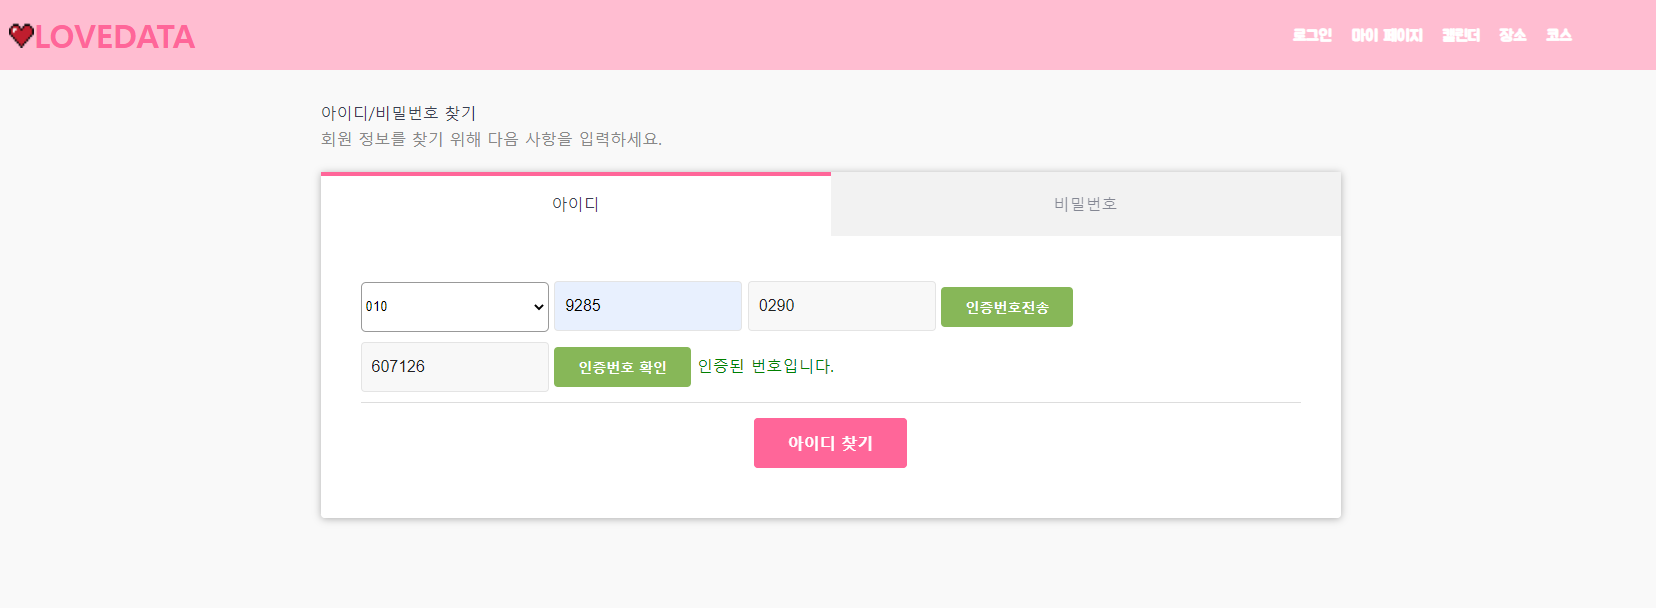 LOVEDATA 로그인 마이 페이지 캘린더 장소 코스
아이디/비밀번호 찾기
회원 정보를 찾기 위해 다음 사항을 입력하세요.
아이디 비밀번호
010 9285 0290 인증번호전송
607126 인증번호 확인 인증된 번호입니다.
아이디 찾기